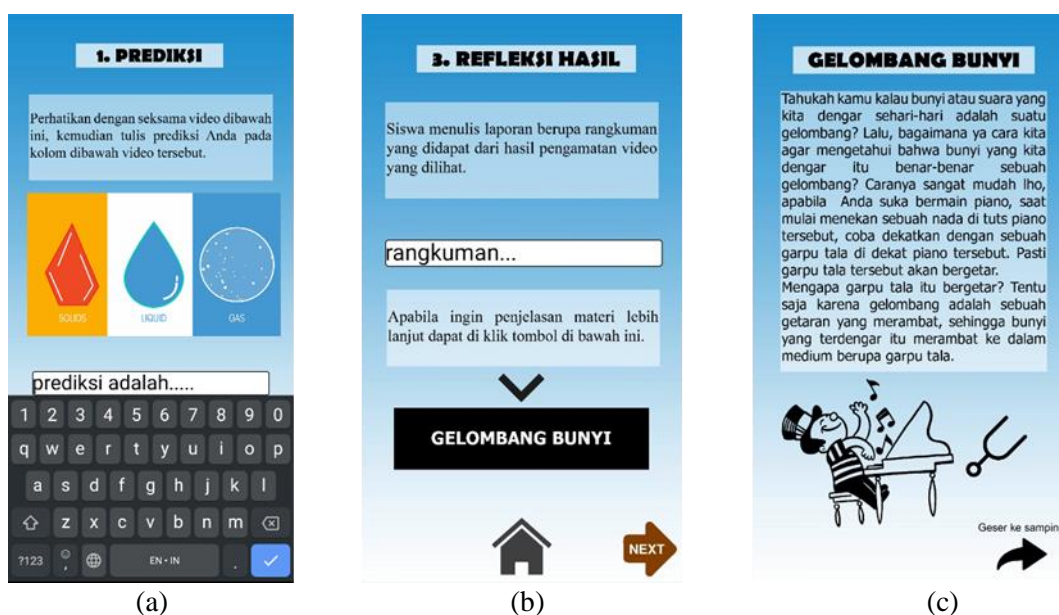 1. PREDIKSI
Perhatikan dengan seksama video dibawah
ini, kemudian tulis prediksi Anda pada
kolom dibawah video tersebut.
SOLIDS
LIQUID
GAS
prediksi adalah.....
1 2 3 4 5 6 7 8 9 0
q w e r t y u i o p
a s d f g h j k l
z x c v b n m
?123 , EN • IN .
(a)
3. REFLEKSI HASIL
Siswa menulis laporan berupa rangkuman
yang didapat dari hasil pengamatan video
yang dilihat.
rangkuman...
Apabila ingin penjelasan materi lebih
lanjut dapat di klik tombol di bawah ini.
GELOMBANG BUNYI
NEXT
(b)
GELOMBANG BUNYI
Tahukah kamu kalau bunyi atau suara yang
kita dengar sehari-hari adalah suatu
gelombang? Lalu, bagaimana ya cara kita
agar mengetahui bahwa bunyi yang kita
dengar itu benar-benar sebuah
gelombang? Caranya sangat mudah lho,
apabila Anda suka bermain piano, saat
mulai menekan sebuah nada di tuts piano
tersebut, coba dekatkan dengan sebuah
garpu tala di dekat piano tersebut. Pasti
garpu tala tersebut akan bergetar.
Mengapa garpu tala itu bergetar? Tentu
saja karena gelombang adalah sebuah
getaran yang merambat, sehingga bunyi
yang terdengar itu merambat ke dalam
medium berupa garpu tala.
Geser ke sampin
(c)